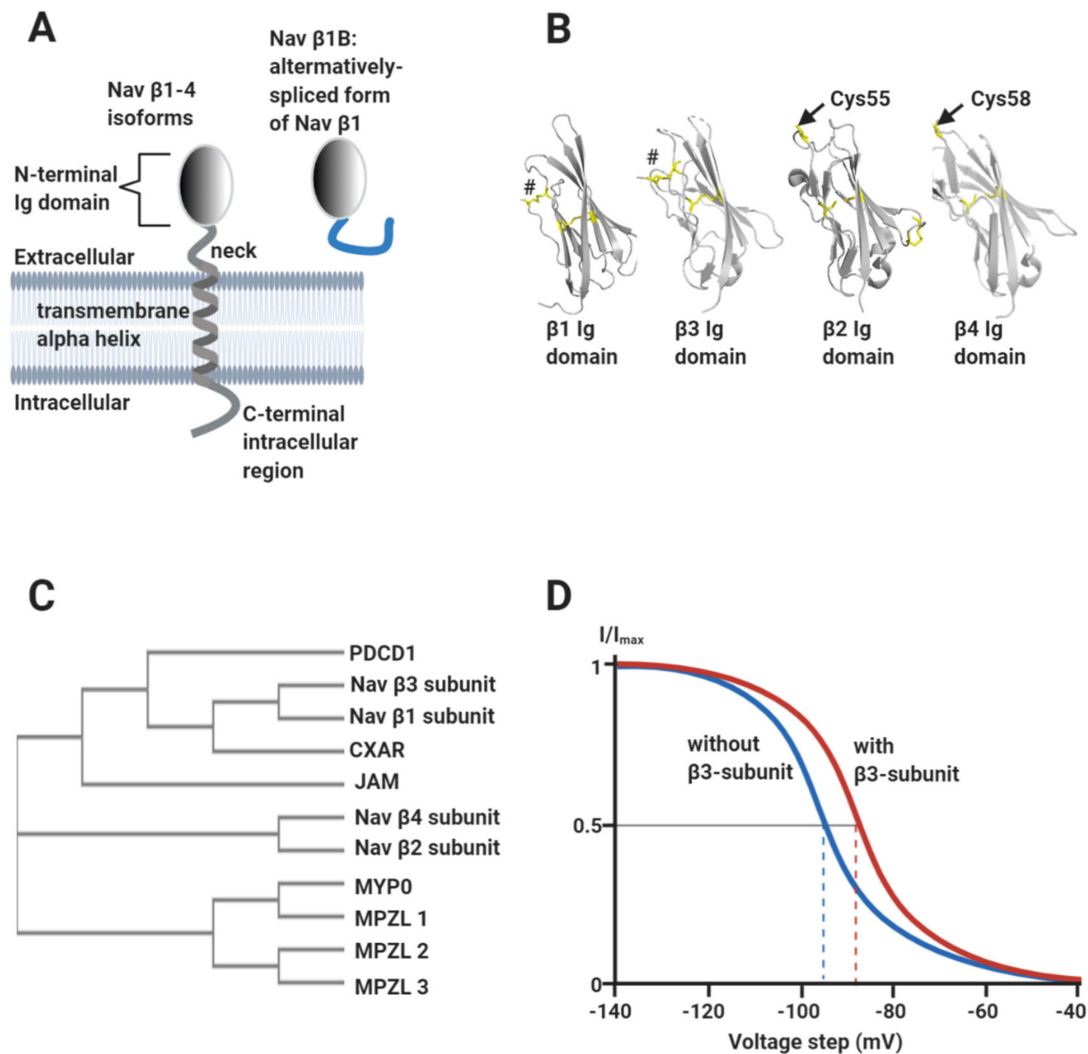 A
Nav β1-4
isoforms
Nav β1B:
altermatively-
spliced form
of Nav β1
N-terminal
Ig domain
neck
Extracellular
transmembrane
alpha helix
Intracellular
C-terminal
intracellular
region
B
Cys55
Cys58
#
#
β1 Ig
domain
β3 Ig
domain
β2 Ig
domain
β4 Ig
domain
C
PDCD1
Nav β3 subunit
Nav β1 subunit
CXAR
JAM
Nav β4 subunit
Nav β2 subunit
MYP0
MPZL 1
MPZL 2
MPZL 3
D
I/Imax
1
0.5
0
without
β3-subunit
with
β3-subunit
-140
-120
-100
-80
-60
-40
Voltage step (mV)